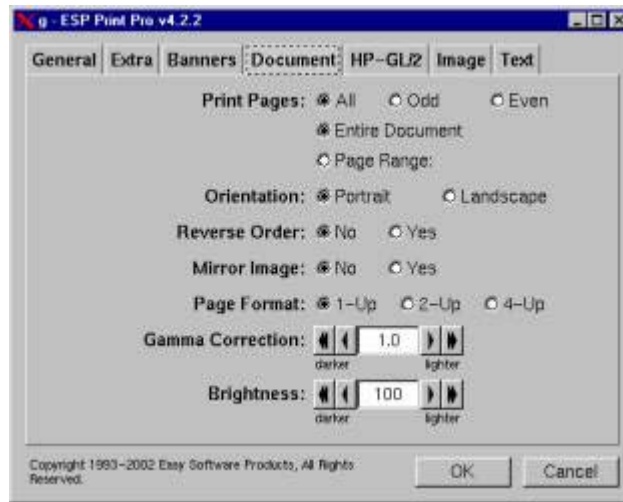 g - ESP Print Pro v4.2.2
General Extra Banners Document HP-GL/2 Image Text
Print Pages: All Odd Even
Entire Document
Page Range:
Orientation: Portrait Landscape
Reverse Order: No Yes
Mirror Image: No Yes
Page Format: 1-Up 2-Up 4-Up
Gamma Correction: 1.0
darker lighter
Brightness: 100
darker lighter
Copyright 1993-2002 Easy Software Products, All Rights
Reserved.
OK Cancel